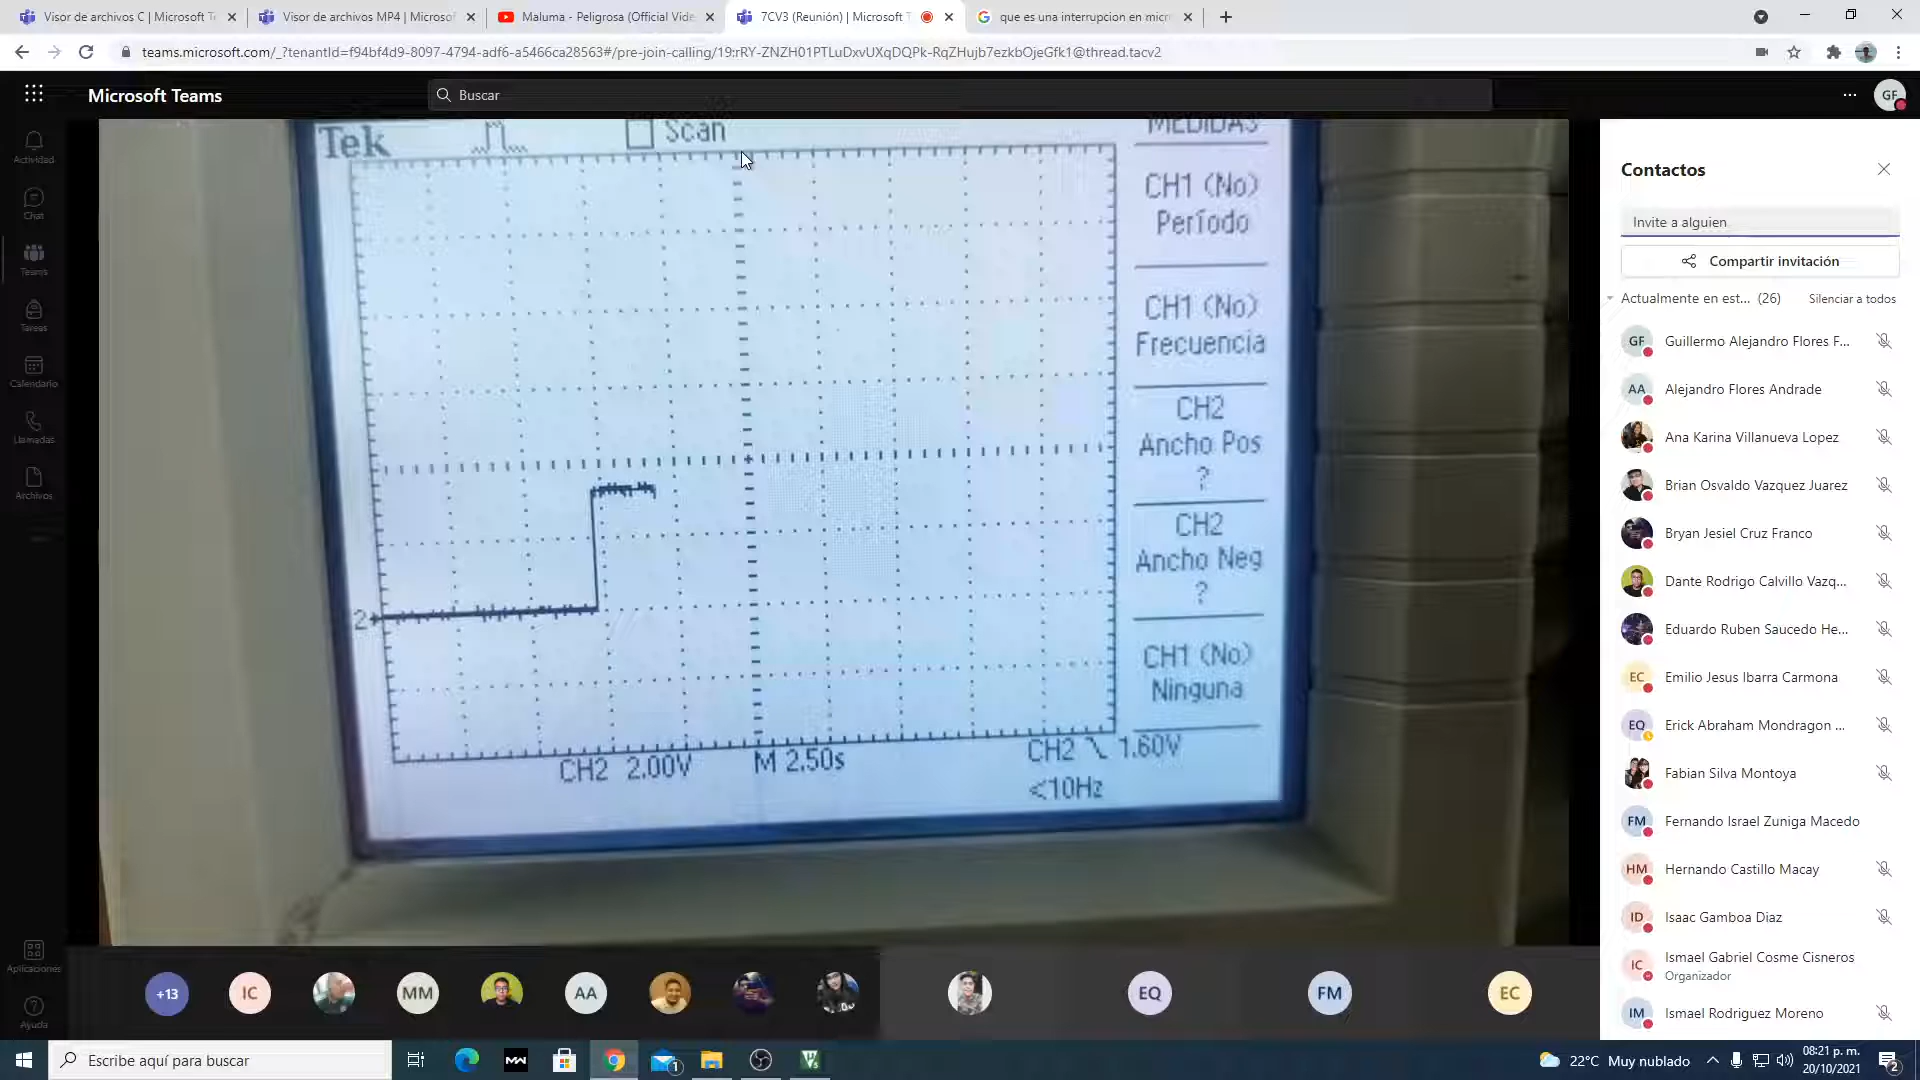 Visor de archivos C | Microsoft Te
Visor de archivos MP4 | Microsof
Maluma - Peligrosa (Official Vide
7CV3 (Reunión) | Microsoft T
que es una interrupcion en micr
teams.microsoft.com/_?tenantId=f94bf4d9-8097-4794-adf6-a5466ca28563#/pre-join-calling/19:rRY-ZNZH01PTLuDxvUXqDQPk-RqZHujb7ezkbOjeGfk1@thread.tacv2
Microsoft Teams
Buscar
GF
Actividad
Chat
Teams
Tareas
Calendario
Llamadas
Archivos
Aplicaciones
Ayuda
Tek
Scan
MEDIDAS
CH1 (No)
Período
CH1 (No)
Frecuencia
CH2
Ancho Pos
?
CH2
Ancho Neg
?
CH1 (No)
Ninguna
2
CH2 2.00V
M 2.50s
CH2 \ 1.60V
<10Hz
Contactos
Invite a alguien
Compartir invitación
Actualmente en est... (26)
Silenciar a todos
GF Guillermo Alejandro Flores F...
AA Alejandro Flores Andrade
Ana Karina Villanueva Lopez
Brian Osvaldo Vazquez Juarez
Bryan Jesiel Cruz Franco
Dante Rodrigo Calvillo Vazq...
Eduardo Ruben Saucedo He...
EC Emilio Jesus Ibarra Carmona
EQ Erick Abraham Mondragon ...
Fabian Silva Montoya
FM Fernando Israel Zuniga Macedo
HM Hernando Castillo Macay
ID Isaac Gamboa Diaz
IC Ismael Gabriel Cosme Cisneros
Organizador
IM Ismael Rodriguez Moreno
+13
IC
MM
AA
EQ
FM
EC
Escribe aquí para buscar
1
22°C Muy nublado
08:21 p. m.
20/10/2021
2